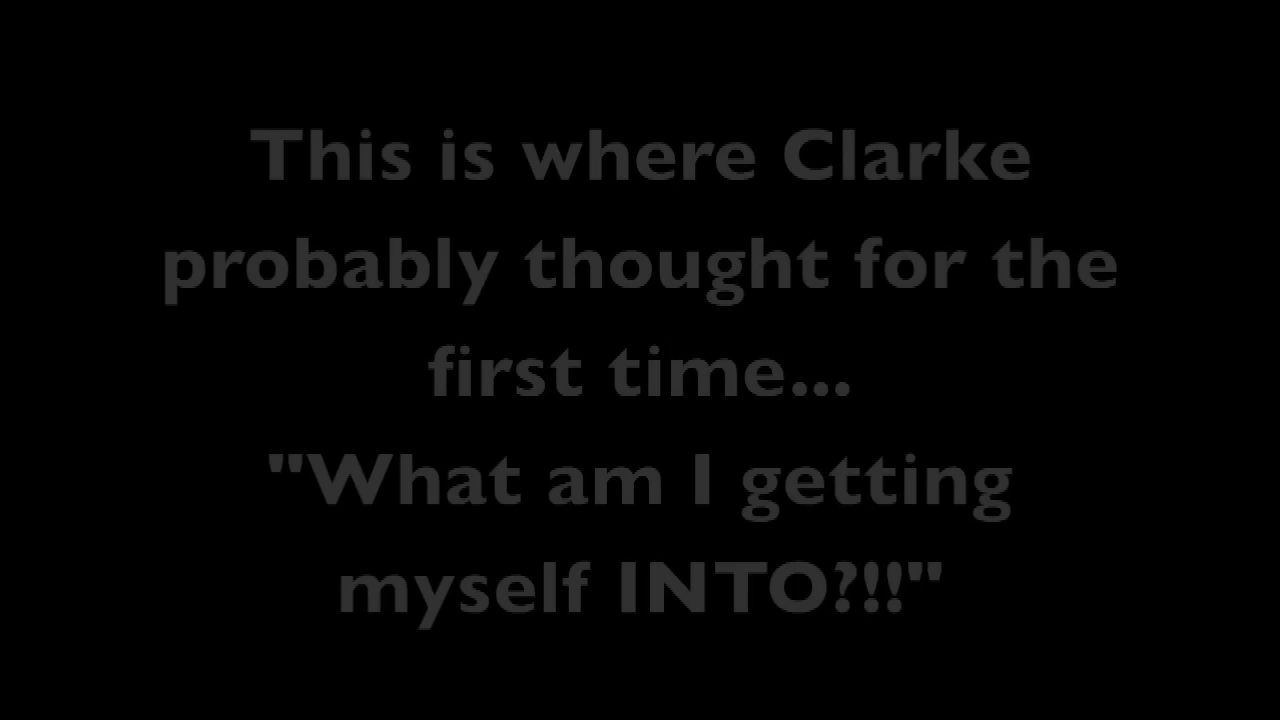 This is where Clarke
probably thought for the
first time...
"What am I getting
myself INTO?!!"